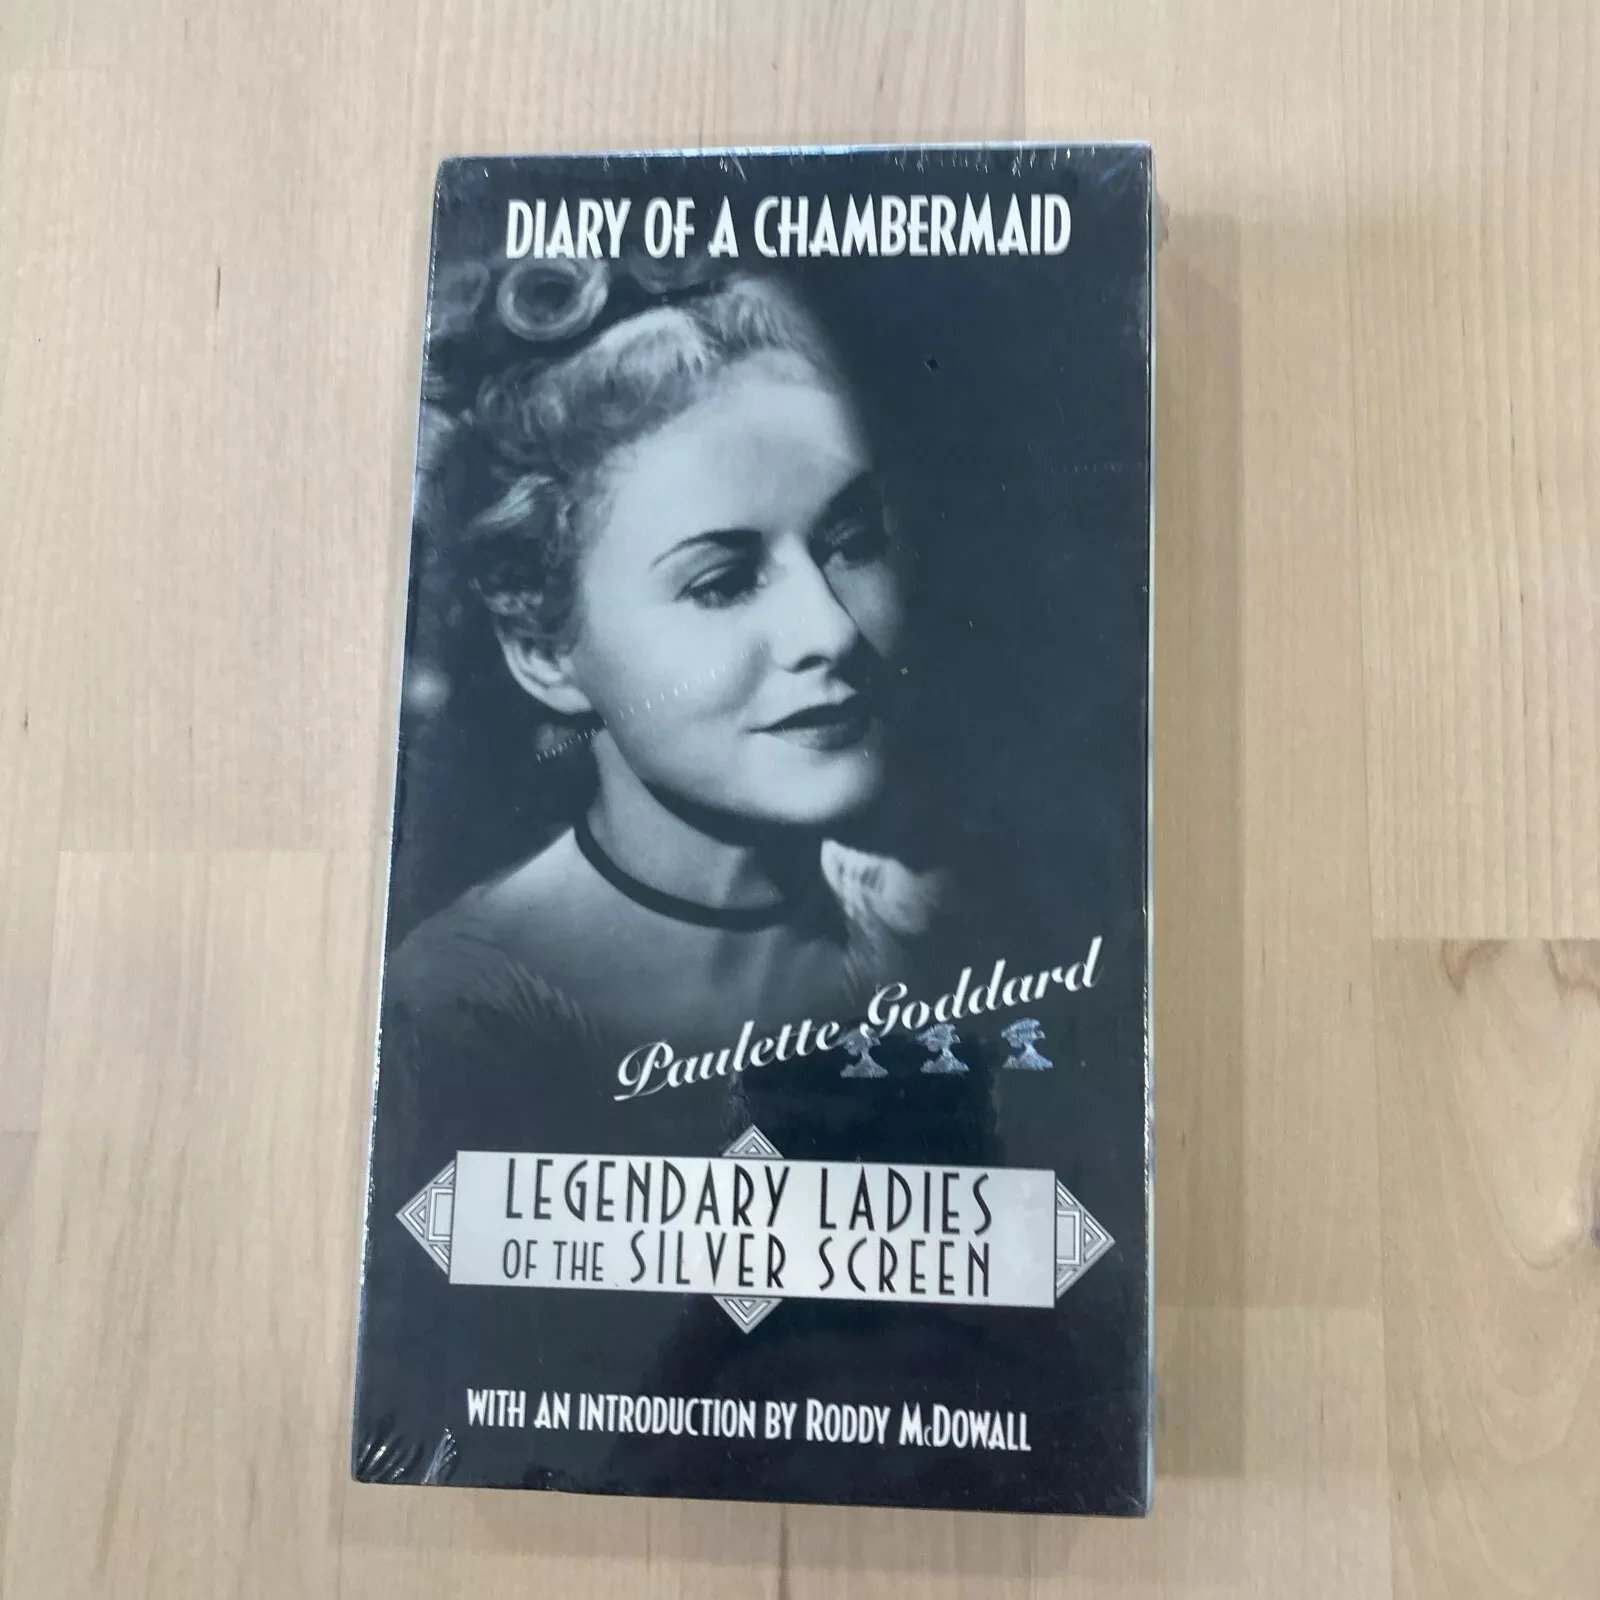 DIARY OF A CHAMBERMAID
Paulette Goddard
LEGENDARY LADIES
OF THE SILVER SCREEN
WITH AN INTRODUCTION BY RODDY McDOWALL